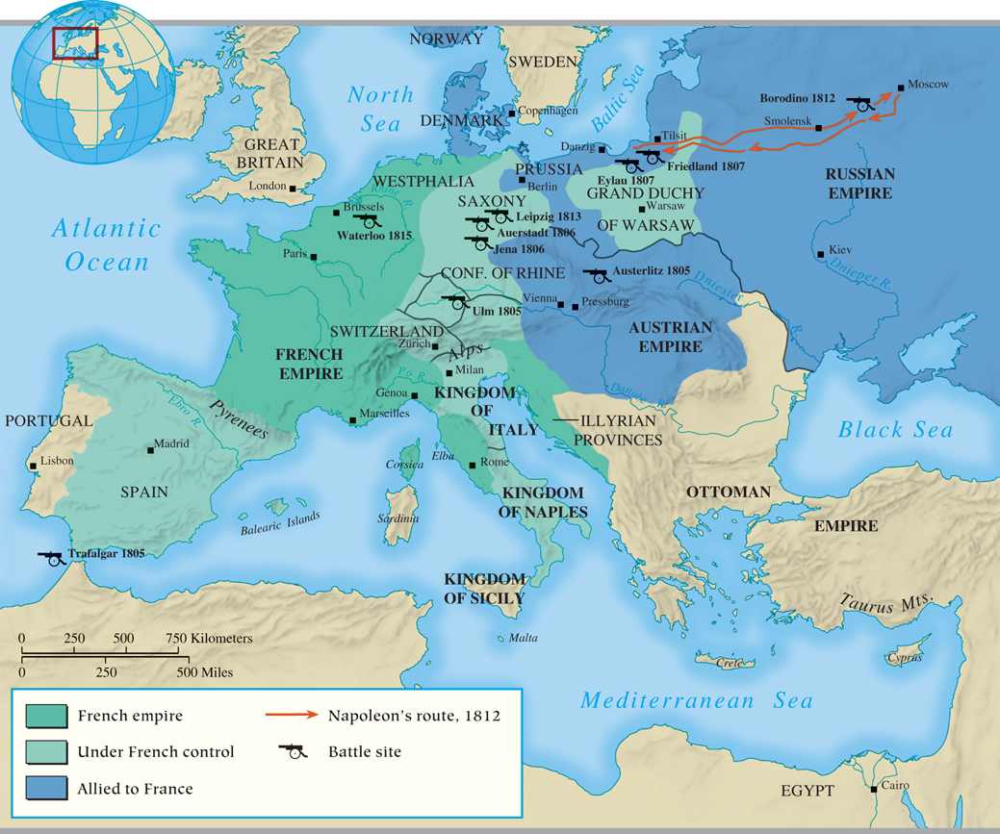 NORWAY
SWEDEN
North
Sea
Baltic Sea
DENMARK
Copenhagen
Moscow
Borodino 1812
Smolensk
Tilsit
Danzig
Friedland 1807
GREAT
BRITAIN
London
WESTPHALIA
PRUSSIA
Berlin
Eylau 1807
GRAND DUCHY
Warsaw
OF WARSAW
RUSSIAN
EMPIRE
Rhine R.
SAXONY
Brussels
Waterloo 1815
Leipzig 1813
Auerstadt 1806
Jena 1806
Atlantic
Ocean
Paris
Kiev
Dnieper R.
CONF. OF RHINE
Austerlitz 1805
Dniester
R.
Vienna
Pressburg
Ulm 1805
SWITZERLAND
Zürich
AUSTRIAN
EMPIRE
FRENCH
EMPIRE
Alps
Milan
Po R.
Danube R.
Genoa
KINGDOM
OF
ITALY
Marseilles
Ebro R.
Pyrenees
PORTUGAL
Lisbon
Madrid
SPAIN
ILLYRIAN
PROVINCES
Black Sea
Corsica
Elba
Rome
KINGDOM
OF NAPLES
OTTOMAN
EMPIRE
Balearic Islands
Sardinia
Trafalgar 1805
KINGDOM
OF SICILY
Taurus Mts.
Malta
Crete
Cyprus
Mediterranean Sea
EGYPT
Cairo
0 250 500 750 Kilometers
0 250 500 Miles
French empire
Under French control
Allied to France
Napoleon's route, 1812
Battle site